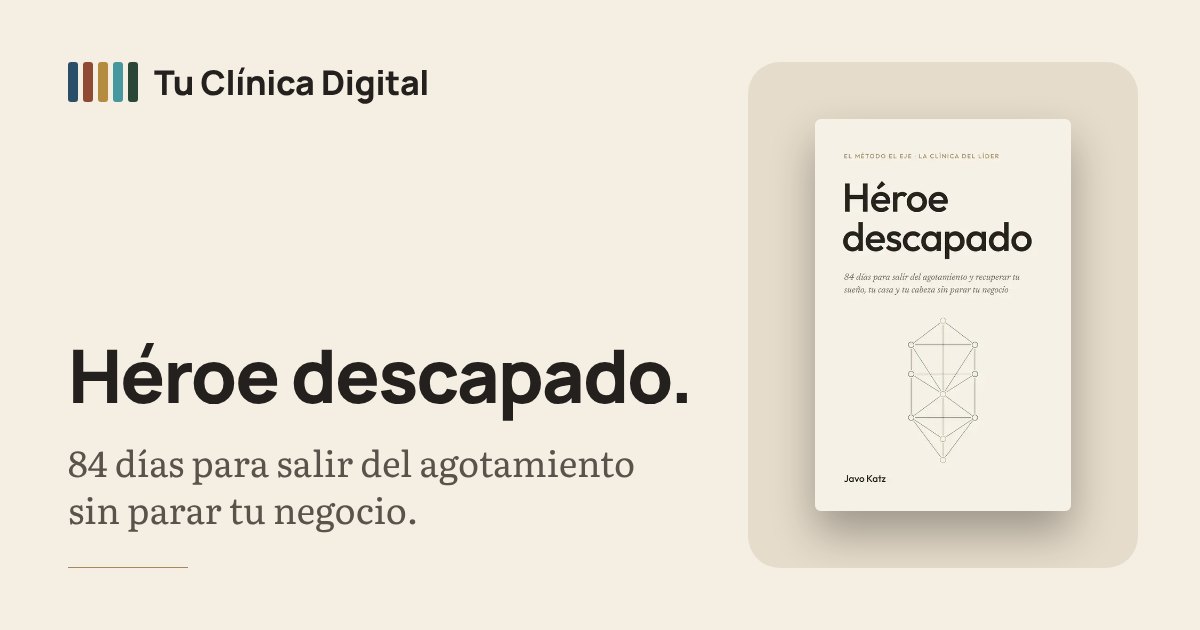 Tu Clínica Digital
Héroe descapado.
84 días para salir del agotamiento
sin parar tu negocio.
EL MÉTODO EL EJE · LA CLÍNICA DEL LÍDER
Héroe
descapado
84 días para salir del agotamiento y recuperar tu
sueño, tu casa y tu cabeza sin parar tu negocio
Javo Katz